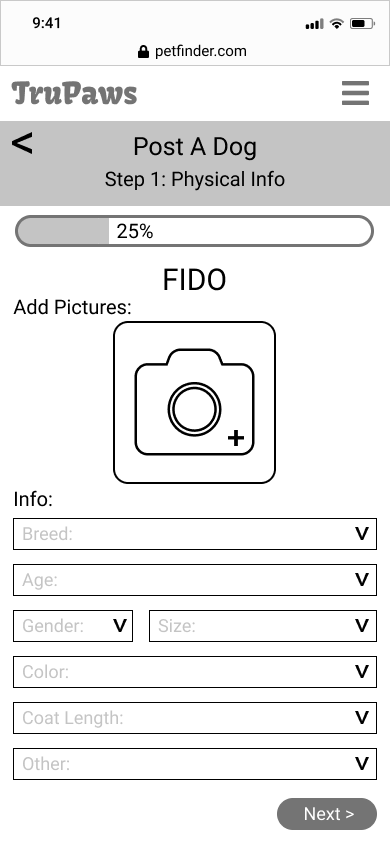 9:41
petfinder.com
TruPaws
<
Post A Dog
Step 1: Physical Info
25%
FIDO
Add Pictures:
+
Info:
Breed: V
Age: V
Gender: V Size: V
Color: V
Coat Length: V
Other: V
Next >